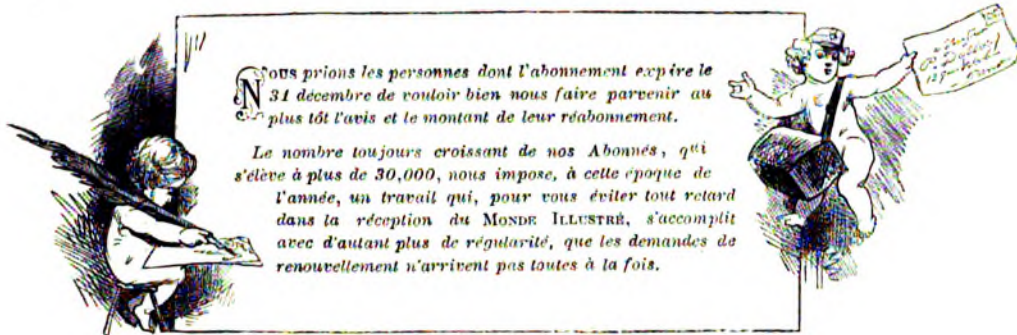 Nous prions les personnes dont l'abonnement expire le
31 décembre de vouloir bien nous faire parvenir au
plus tôt l'avis et le montant de leur réabonnement.
Le nombre toujours croissant de nos Abonnés, qui
s'élève à plus de 30,000, nous impose, à cette époque de
l'année, un travail qui, pour vous éviter tout retard
dans la réception du MONDE ILLUSTRÉ, s'accomplit
avec d'autant plus de régularité, que les demandes de
renouvellement n'arrivent pas toutes à la fois.